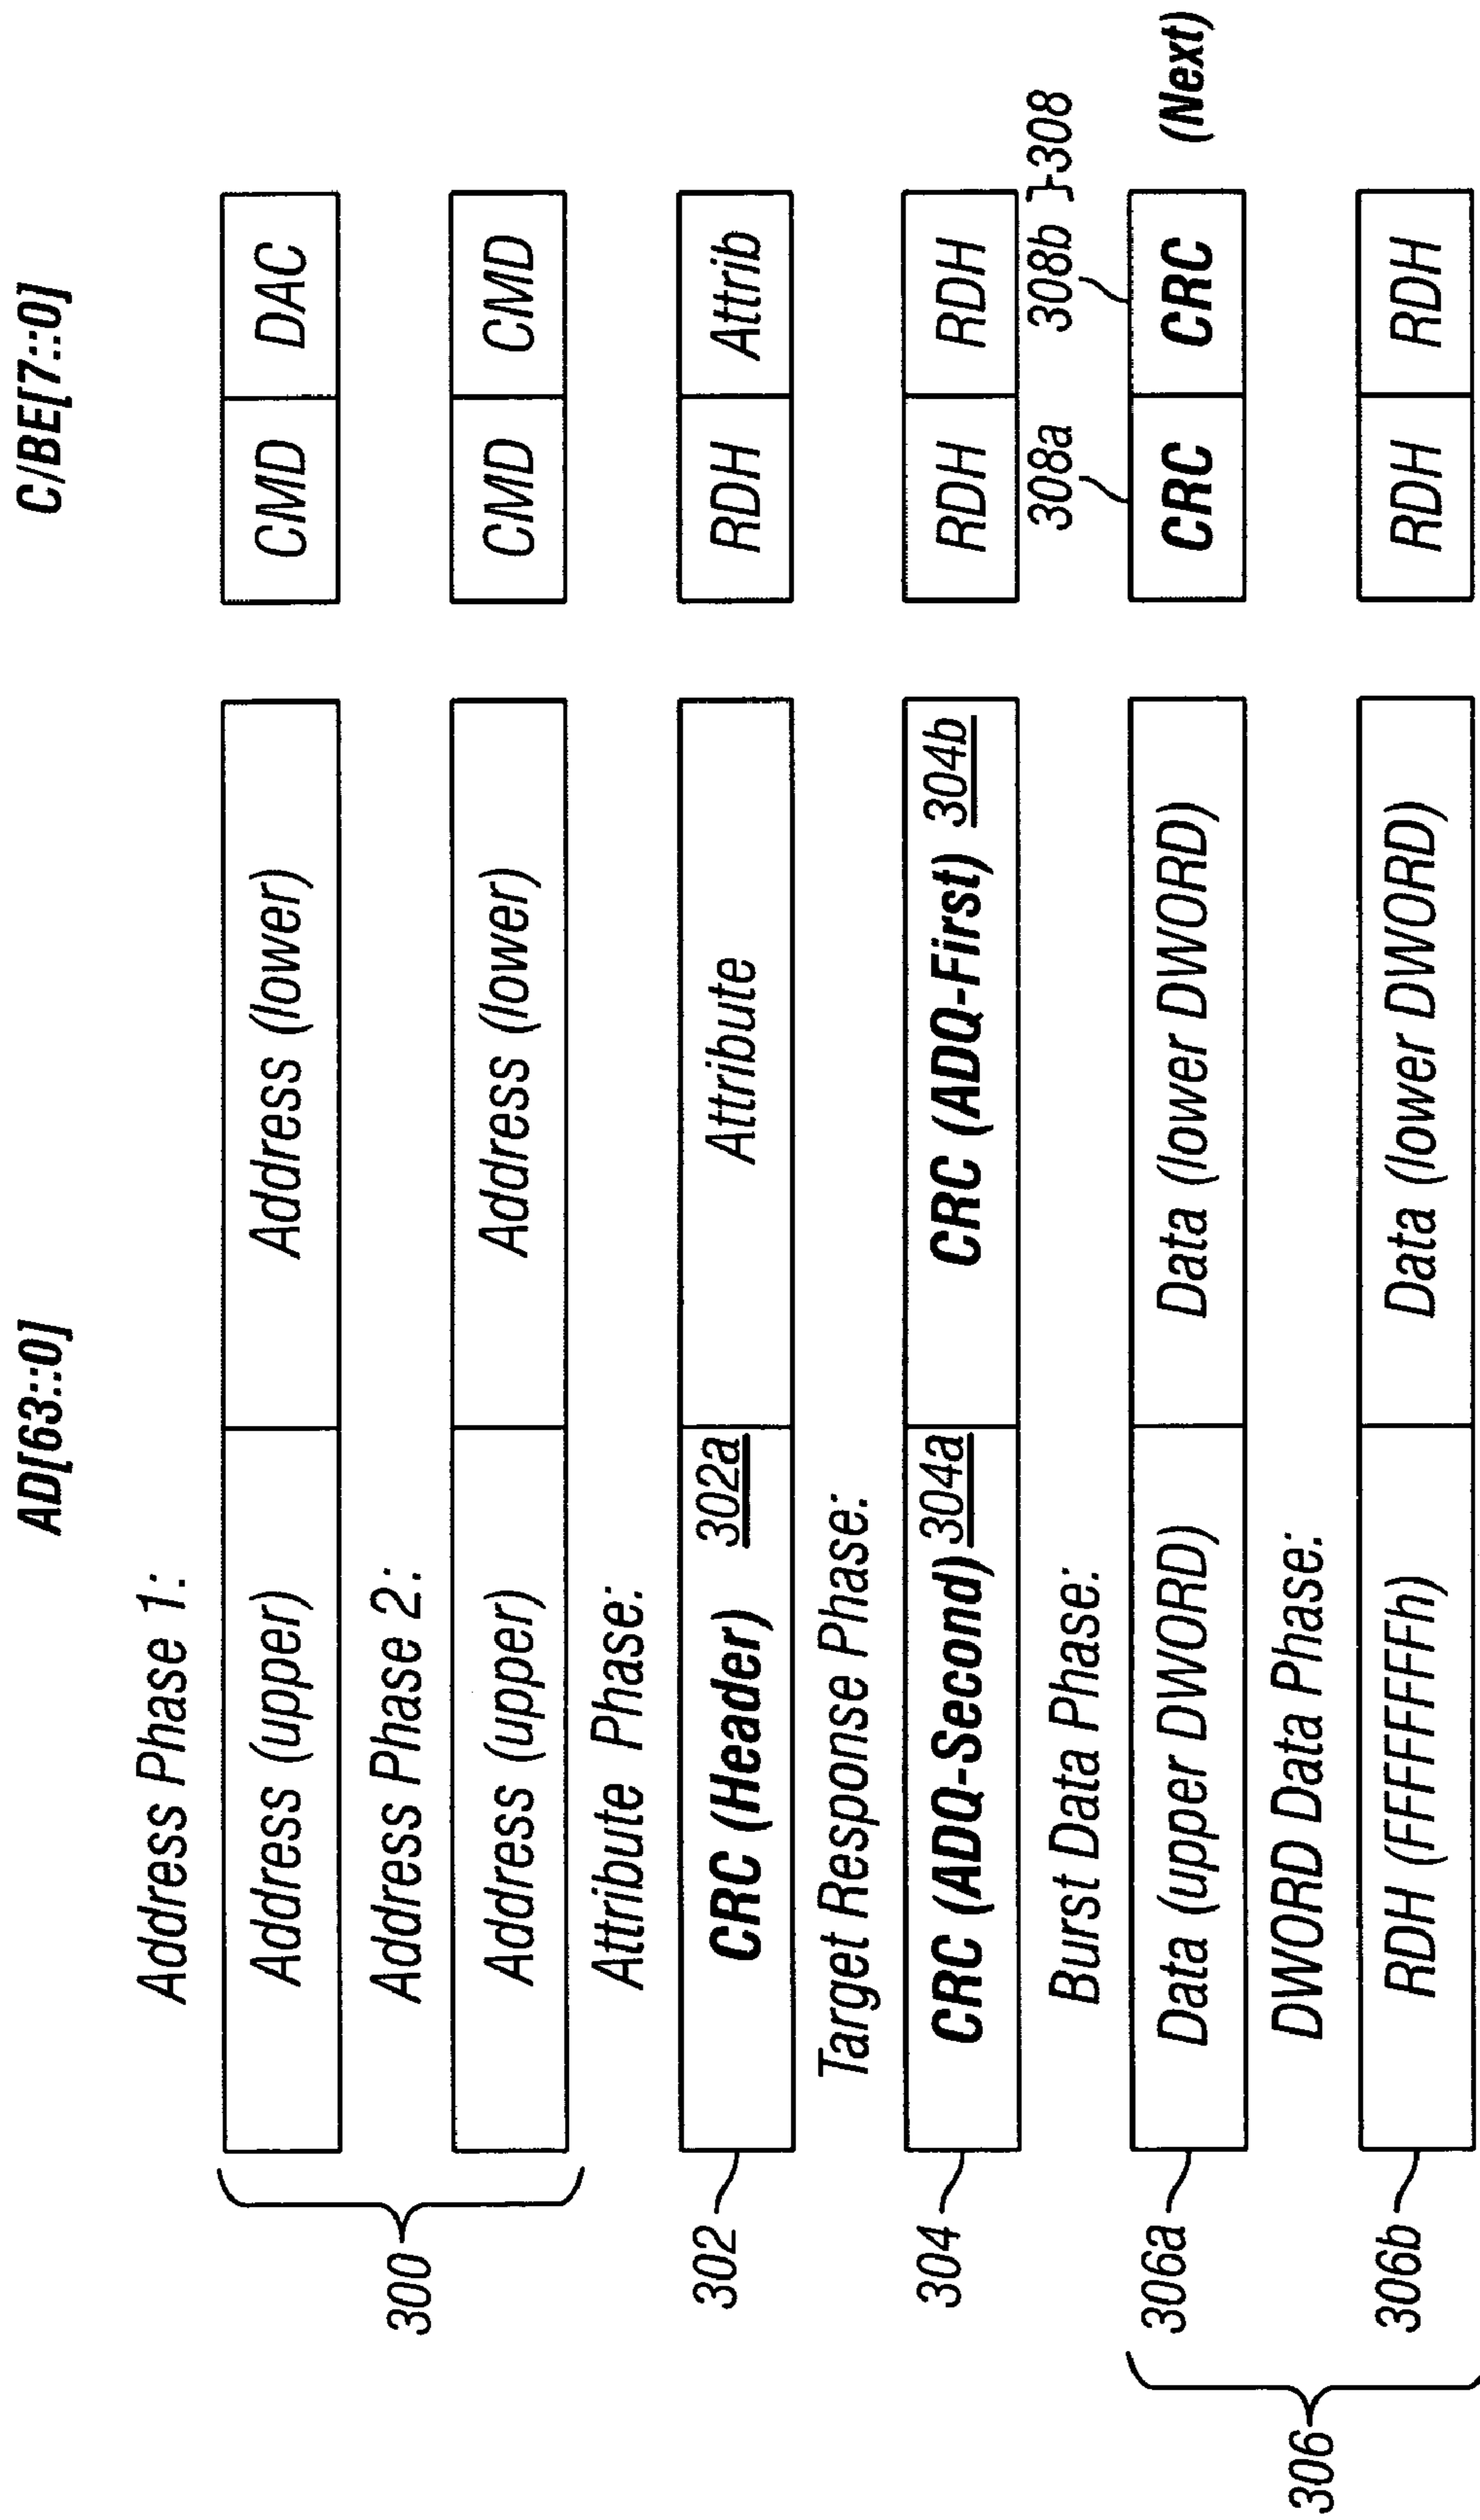 AD[63::0] C/BE[7::0]
Address Phase 1:
Address (upper) Address (lower) CMD DAC
300
Address Phase 2:
Address (upper) Address (lower) CMD CMD
Attribute Phase:
302 CRC (Header) 302a Attribute RDH Attrib
Target Response Phase:
304 CRC (ADQ-Second) 304a CRC (ADQ-First) 304b RDH RDH
308a 308b 308
Burst Data Phase:
306a Data (upper DWORD) Data (lower DWORD) CRC CRC (Next)
306
DWORD Data Phase:
306b RDH (FFFFFFFh) Data (lower DWORD) RDH RDH